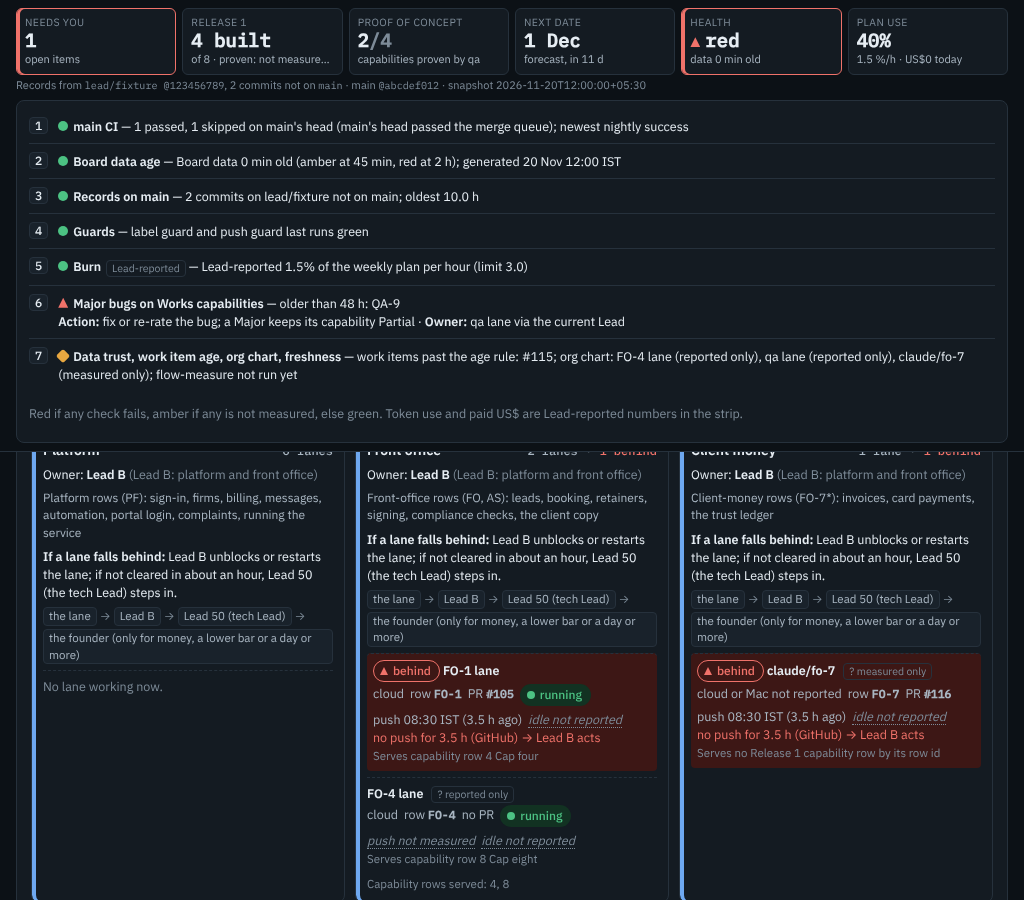 NEEDS YOU
1
open items
RELEASE 1
4 built
of 8 · proven: not measure...
PROOF OF CONCEPT
2/4
capabilities proven by qa
NEXT DATE
1 Dec
forecast, in 11 d
HEALTH
▲ red
data 0 min old
PLAN USE
40%
1.5 %/h · US$0 today
Records from lead/fixture @123456789, 2 commits not on main · main @abcdef012 · snapshot 2026-11-20T12:00:00+05:30
1 main CI — 1 passed, 1 skipped on main's head (main's head passed the merge queue); newest nightly success
2 Board data age — Board data 0 min old (amber at 45 min, red at 2 h); generated 20 Nov 12:00 IST
3 Records on main — 2 commits on lead/fixture not on main; oldest 10.0 h
4 Guards — label guard and push guard last runs green
5 Burn Lead-reported — Lead-reported 1.5% of the weekly plan per hour (limit 3.0)
6 ▲ Major bugs on Works capabilities — older than 48 h: QA-9
Action: fix or re-rate the bug; a Major keeps its capability Partial · Owner: qa lane via the current Lead
7 Data trust, work item age, org chart, freshness — work items past the age rule: #115; org chart: FO-4 lane (reported only), qa lane (reported only), claude/fo-7
(measured only); flow-measure not run yet
Red if any check fails, amber if any is not measured, else green. Token use and paid US$ are Lead-reported numbers in the strip.
Platform
Owner: Lead B (Lead B: platform and front office)
Platform rows (PF): sign-in, firms, billing, messages,
automation, portal login, complaints, running the
service
If a lane falls behind: Lead B unblocks or restarts
the lane; if not cleared in about an hour, Lead 50
(the tech Lead) steps in.
the lane → Lead B → Lead 50 (tech Lead) →
the founder (only for money, a lower bar or a day or
more)
No lane working now.
Front office 2 lanes · 1 behind
Owner: Lead B (Lead B: platform and front office)
Front-office rows (FO, AS): leads, booking, retainers,
signing, compliance checks, the client copy
If a lane falls behind: Lead B unblocks or restarts
the lane; if not cleared in about an hour, Lead 50
(the tech Lead) steps in.
the lane → Lead B → Lead 50 (tech Lead) →
the founder (only for money, a lower bar or a day or
more)
▲ behind FO-1 lane
cloud row FO-1 PR #105 running
push 08:30 IST (3.5 h ago) idle not reported
no push for 3.5 h (GitHub) → Lead B acts
Serves capability row 4 Cap four
FO-4 lane ? reported only
cloud row FO-4 no PR running
push not measured idle not reported
Serves capability row 8 Cap eight
Capability rows served: 4, 8
Client money 1 lane · 1 behind
Owner: Lead B (Lead B: platform and front office)
Client-money rows (FO-7*): invoices, card payments,
the trust ledger
If a lane falls behind: Lead B unblocks or restarts
the lane; if not cleared in about an hour, Lead 50
(the tech Lead) steps in.
the lane → Lead B → Lead 50 (tech Lead) →
the founder (only for money, a lower bar or a day or
more)
▲ behind claude/fo-7 ? measured only
cloud or Mac not reported row FO-7 PR #116
push 08:30 IST (3.5 h ago) idle not reported
no push for 3.5 h (GitHub) → Lead B acts
Serves no Release 1 capability row by its row id